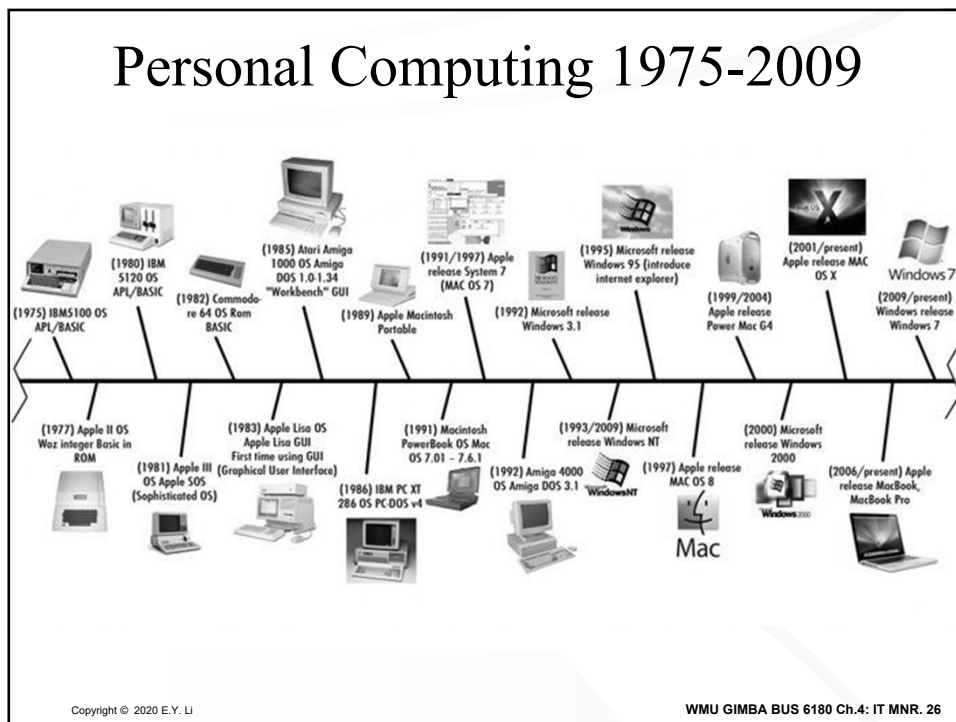 Personal Computing 1975-2009
(1975) IBM5100 OS
APL/BASIC
(1980) IBM
5120 OS
APL/BASIC
(1982) Commodo-
re 64 OS Rom
BASIC
(1985) Atari Amiga
1000 OS Amiga
DOS 1.0-1.34
"Workbench" GUI
(1989) Apple Macintosh
Portable
(1991/1997) Apple
release System 7
(MAC OS 7)
(1992) Microsoft release
Windows 3.1
Windows
(1995) Microsoft release
Windows 95 (introduce
internet explorer)
(1999/2004)
Apple release
Power Mac G4
Mac OS X
(2001/present)
Apple release MAC
OS X
Windows 7
(2009/present)
Windows release
Windows 7
(1977) Apple II OS
Woz integer Basic in
ROM
(1981) Apple III
OS Apple SOS
(Sophisticated OS)
(1983) Apple Lisa OS
Apple Lisa GUI
First time using GUI
(Graphical User Interface)
(1986) IBM PC XT
286 OS PC-DOS v4
(1991) Macintosh
PowerBook OS Mac
OS 7.01 – 7.6.1
(1992) Amiga 4000
OS Amiga DOS 3.1
(1993/2009) Microsoft
release Windows NT
Windows NT
(1997) Apple release
MAC OS 8
Mac
(2000) Microsoft
release Windows
2000
Windows 2000
(2006/present) Apple
release MacBook,
MacBook Pro
Copyright © 2020 E.Y. Li
WMU GIMBA BUS 6180 Ch.4: IT MNR. 26